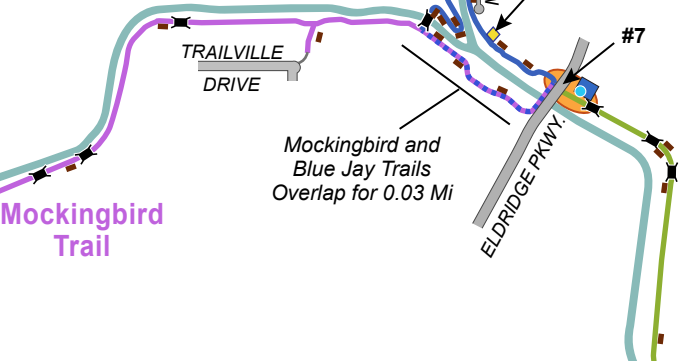 #7
TRAILVILLE
DRIVE
Mockingbird and
Blue Jay Trails
Overlap for 0.03 Mi
ELDRIDGE PKWY.
Mockingbird
Trail